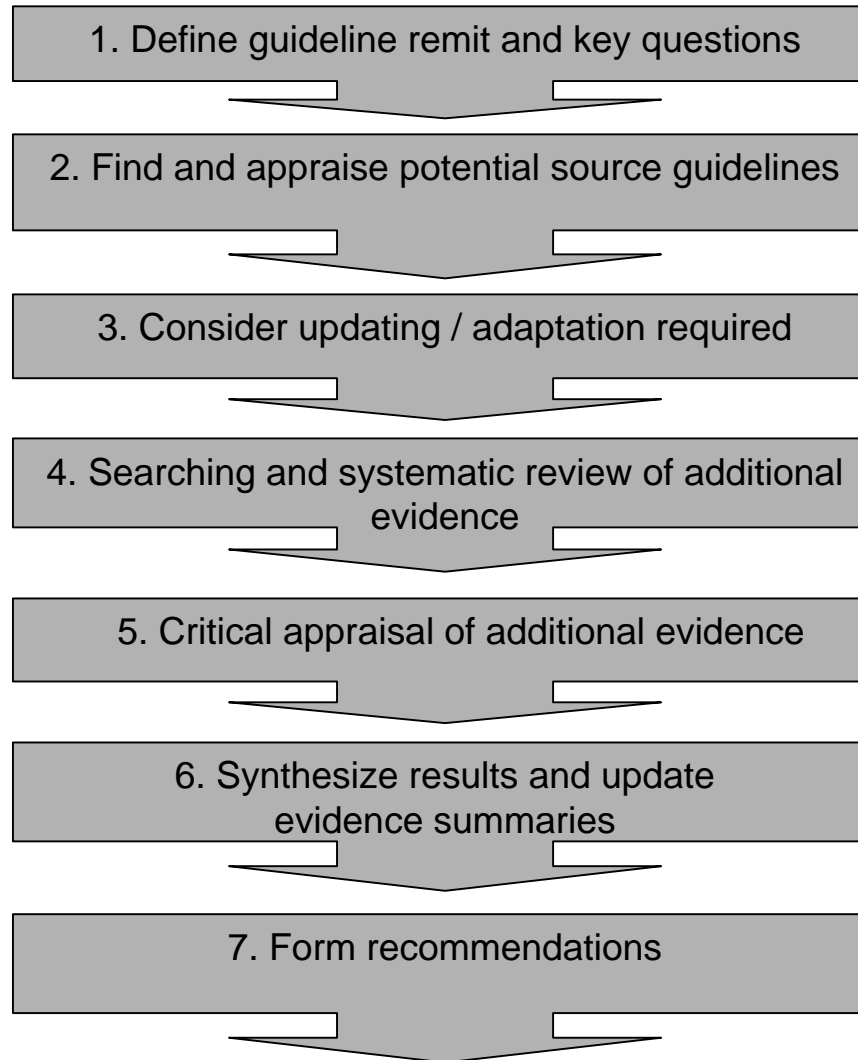 1. Define guideline remit and key questions
2. Find and appraise potential source guidelines
3. Consider updating / adaptation required
4. Searching and systematic review of additional
evidence
5. Critical appraisal of additional evidence
6. Synthesize results and update
evidence summaries
7. Form recommendations